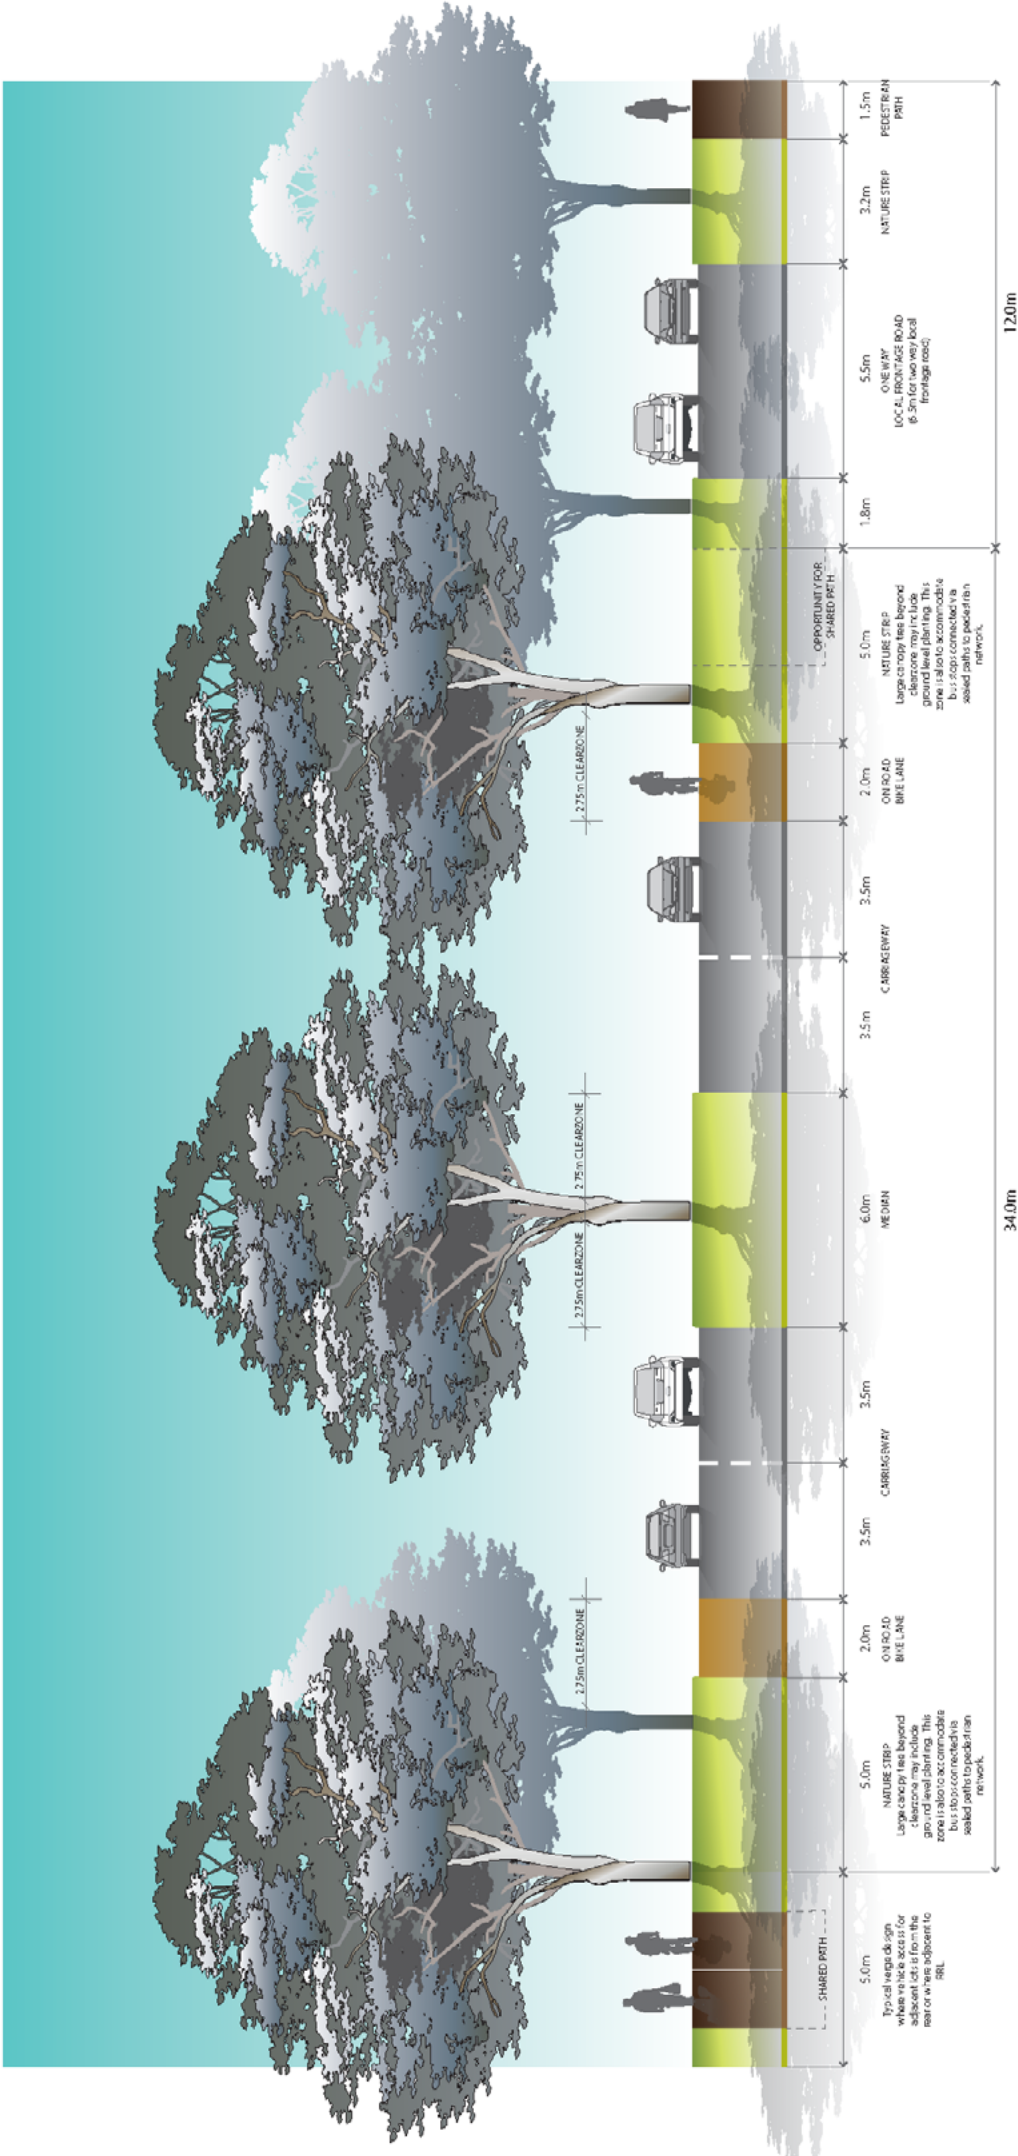 2.75m CLEARZONE
2.75m CLEARZONE
2.75m CLEARZONE
2.75m CLEARZONE
SHARED PATH
OPPORTUNITY FOR
SHARED PATH
5.0m
Typical verge design
where vehicle access for
adjacent lots is from the
rear or where adjacent to
RRL
5.0m
NATURE STRIP
Large canopy tree beyond
clearzone may include
ground level planting. This
zone is also to accommodate
bus stops connected via
sealed paths to pedestrian
network.
2.0m
ON ROAD
BIKE LANE
3.5m
CARRIAGEWAY
3.5m
6.0m
MEDIAN
3.5m
CARRIAGEWAY
3.5m
2.0m
ON ROAD
BIKE LANE
5.0m
NATURE STRIP
Large canopy tree beyond
clearzone may include
ground level planting. This
zone is also to accommodate
bus stops connected via
sealed paths to pedestrian
network.
1.8m
5.5m
ONE WAY
LOCAL FRONTAGE ROAD
(6.5m for two way local
frontage road)
3.2m
NATURE STRIP
1.5m
PEDESTRIAN
PATH
34.0m
12.0m